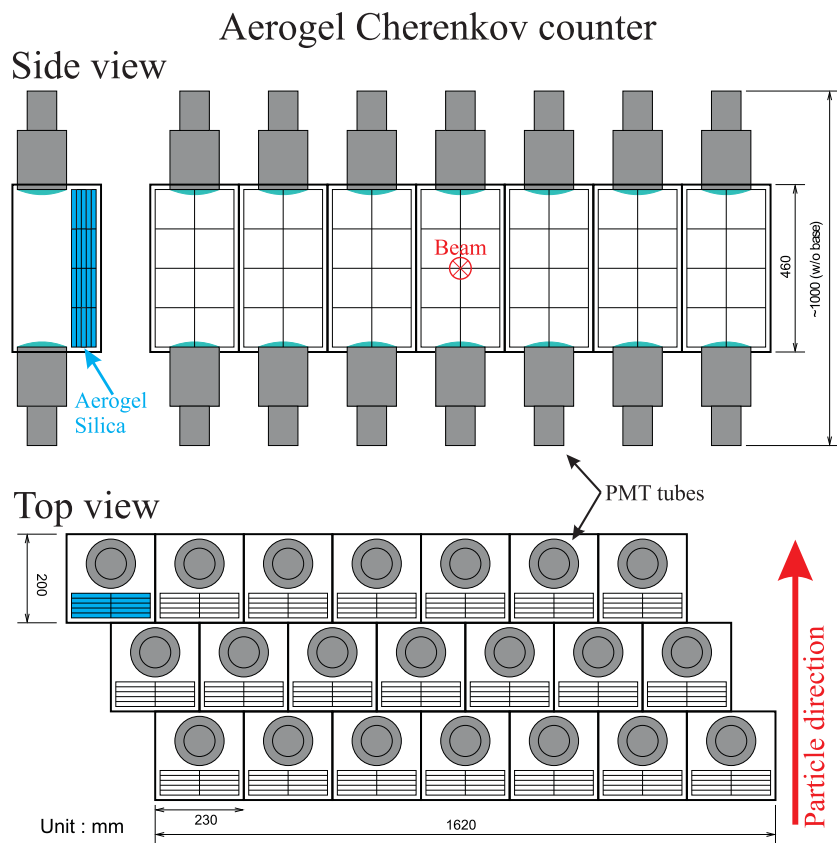 Aerogel Cherenkov counter
Side view
Beam
460
~1000 (w/o base)
Aerogel
Silica
PMT tubes
Top view
200
Particle direction
230
1620
Unit : mm